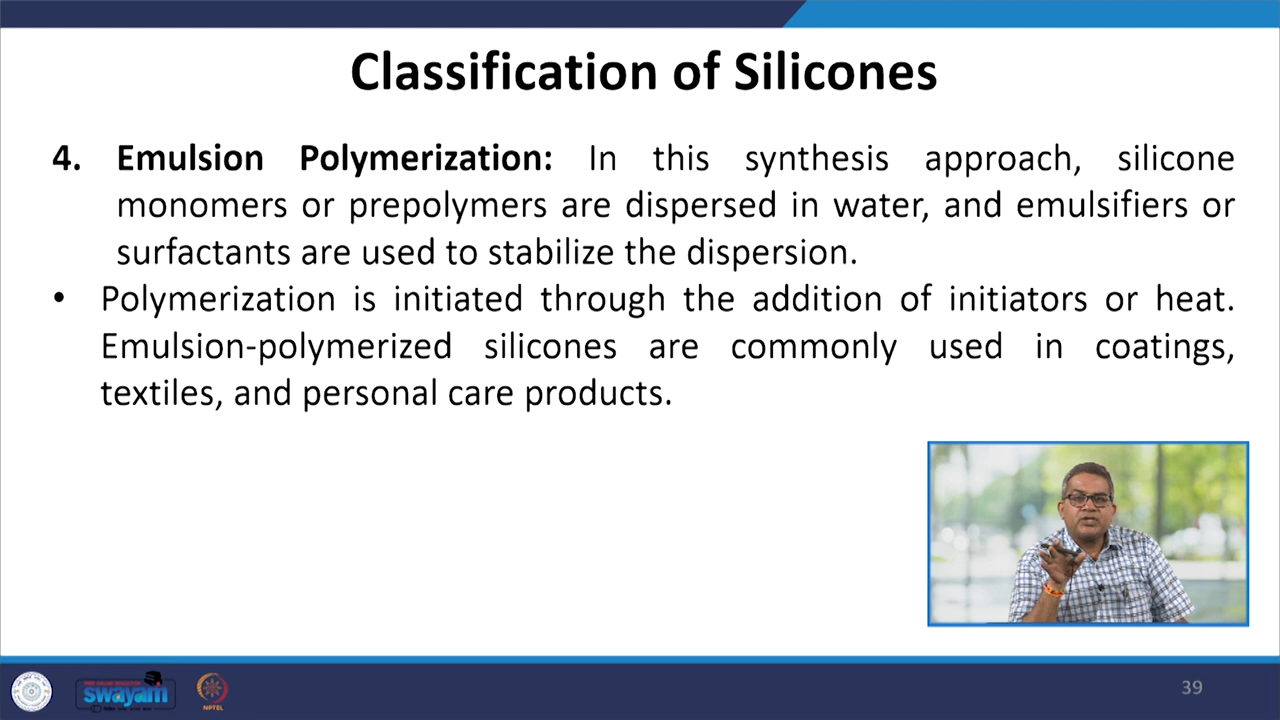 Classification of Silicones
4. Emulsion Polymerization: In this synthesis approach, silicone
monomers or prepolymers are dispersed in water, and emulsifiers or
surfactants are used to stabilize the dispersion.
• Polymerization is initiated through the addition of initiators or heat.
Emulsion-polymerized silicones are commonly used in coatings,
textiles, and personal care products.
swayam
NPTEL
39